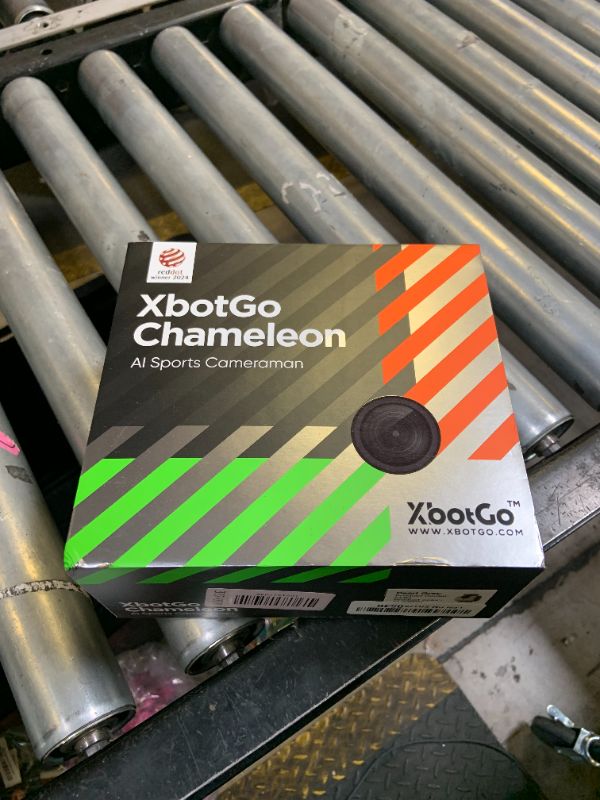 reddot
winner 2024
XbotGo
Chameleon
AI Sports Cameraman
XbotGo™
WWW.XBOTGO.COM
XbotGo
Chameleon